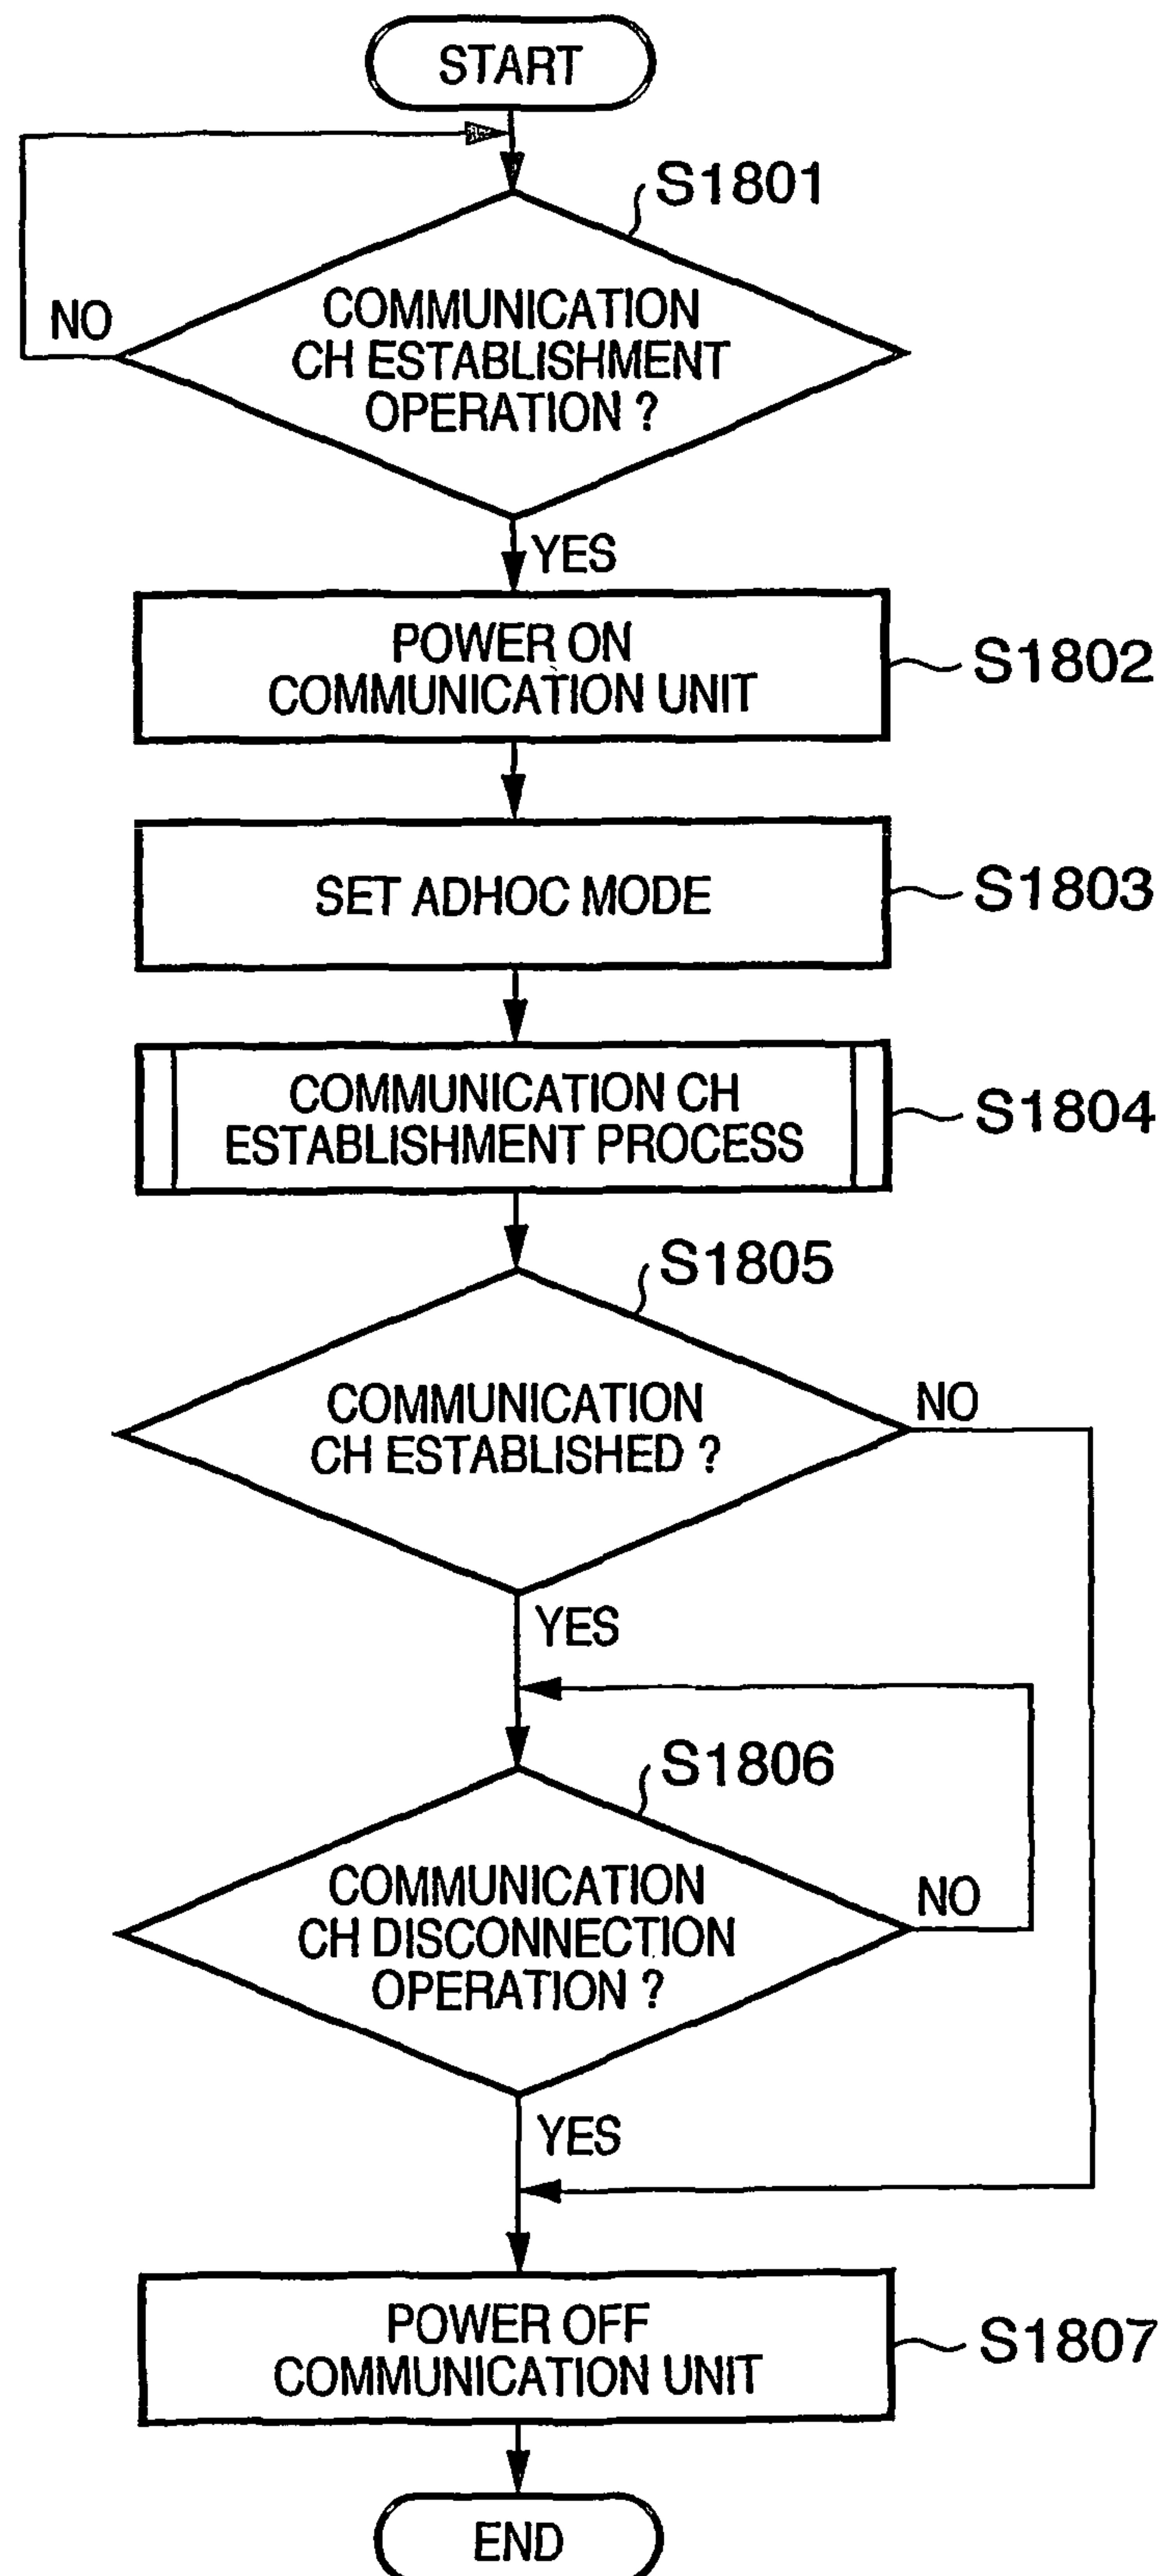 START
S1801
COMMUNICATION
CH ESTABLISHMENT
OPERATION ?
NO
YES
POWER ON
COMMUNICATION UNIT
S1802
SET ADHOC MODE
S1803
COMMUNICATION CH
ESTABLISHMENT PROCESS
S1804
S1805
COMMUNICATION
CH ESTABLISHED ?
NO
YES
S1806
COMMUNICATION
CH DISCONNECTION
OPERATION ?
NO
YES
POWER OFF
COMMUNICATION UNIT
S1807
END